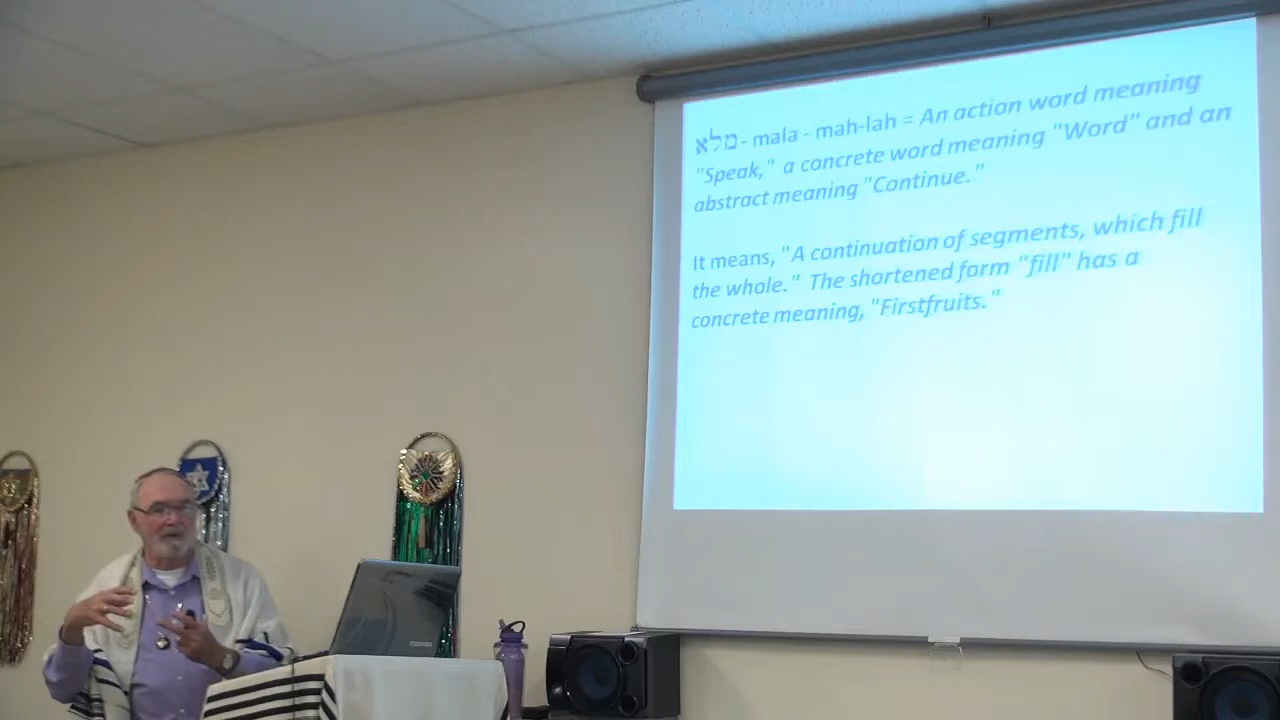 מלא - mala - mah-lah = An action word meaning
"Speak," a concrete word meaning "Word" and an
abstract meaning "Continue."
It means, "A continuation of segments, which fill
the whole." The shortened form "fill" has a
concrete meaning, "Firstfruits."
TOSHIBA